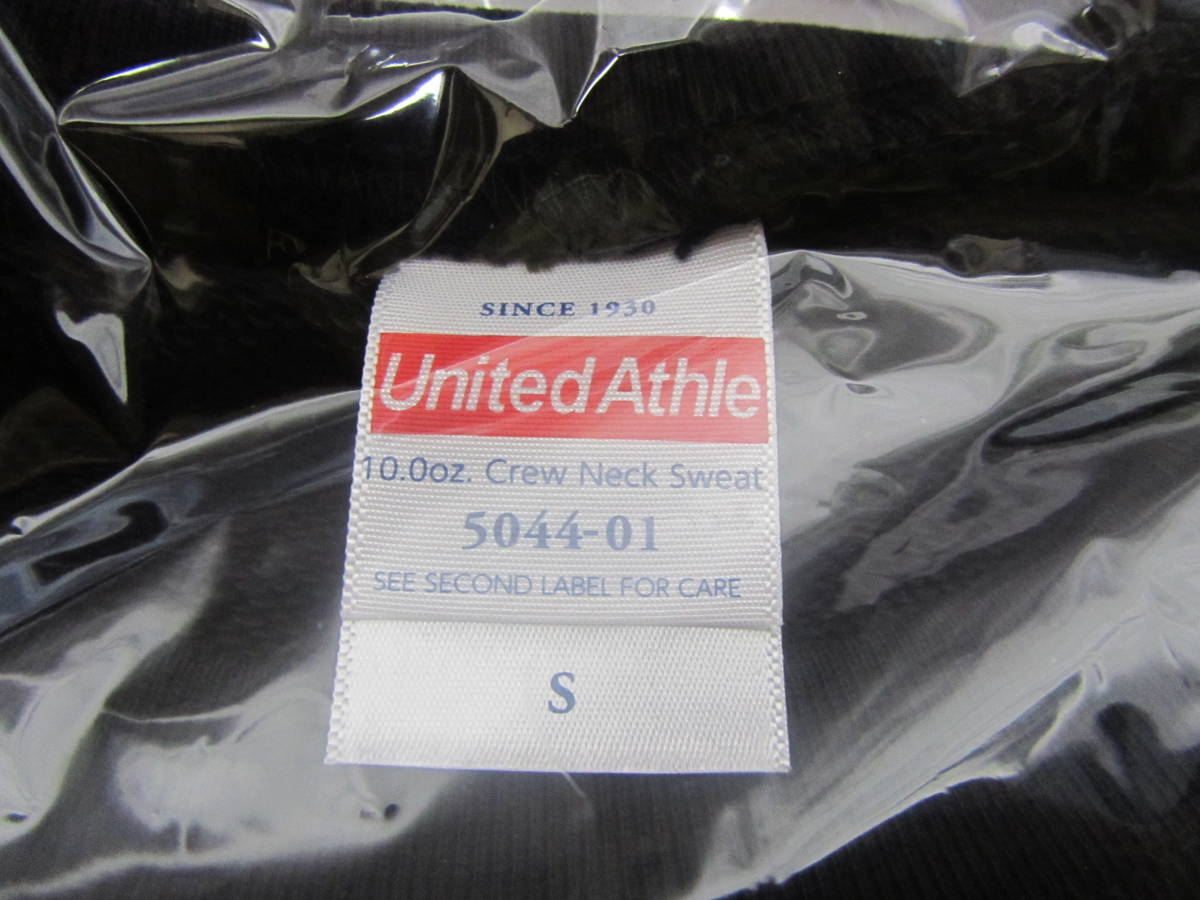 SINCE 1930
United Athle
10.0oz. Crew Neck Sweat
5044-01
SEE SECOND LABEL FOR CARE
S